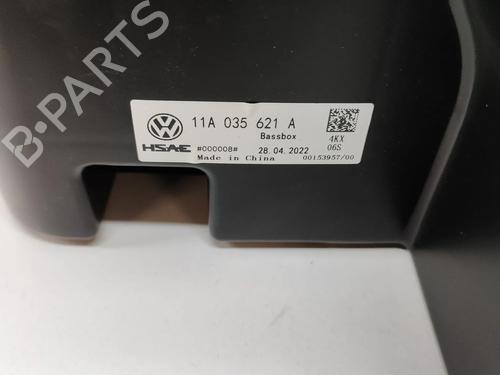 B-PARTS
11A 035 621 A
Bassbox
4KX
06S
HSAE
#000008#
28.04.2022
Made in China
00153957/00